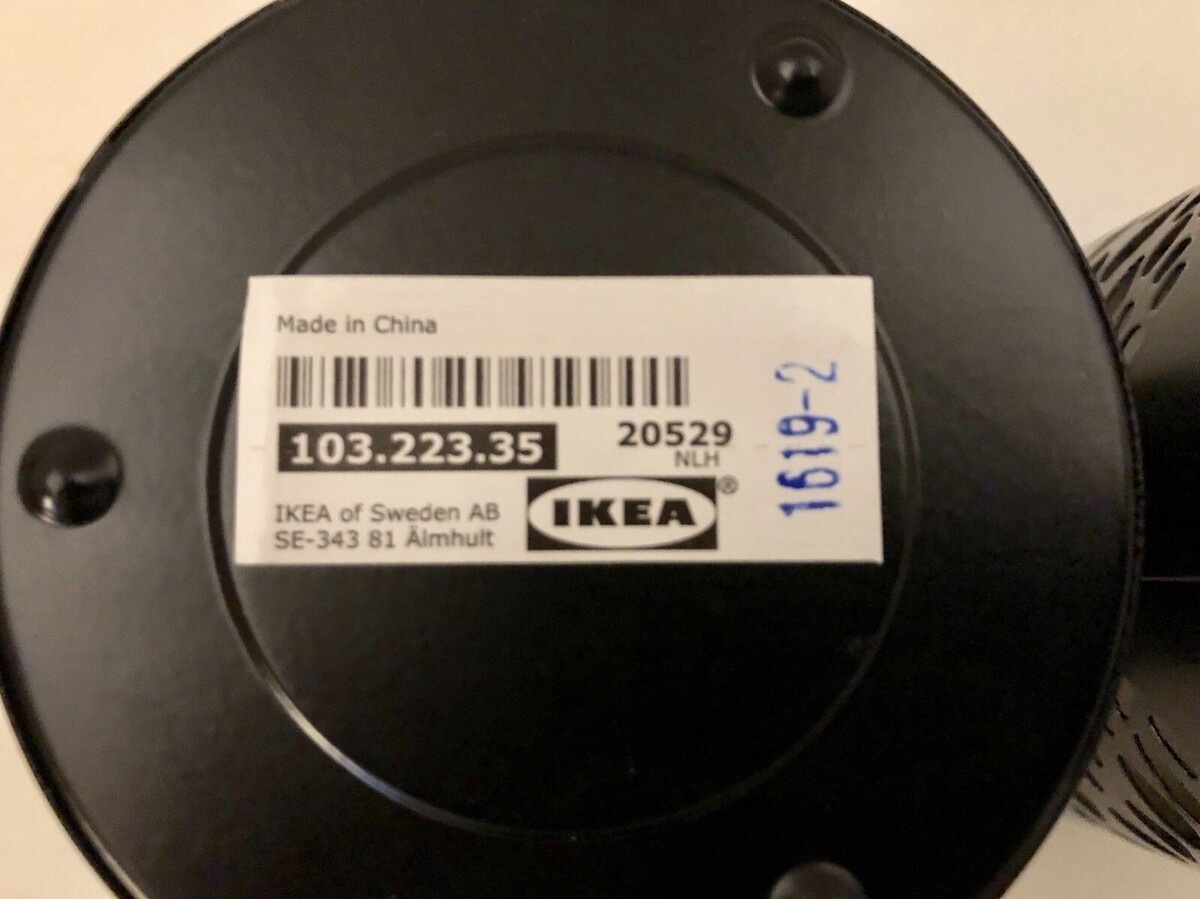 Made in China
103.223.35
20529
NLH
IKEA of Sweden AB
SE-343 81 Älmhult
IKEA®
1619-2